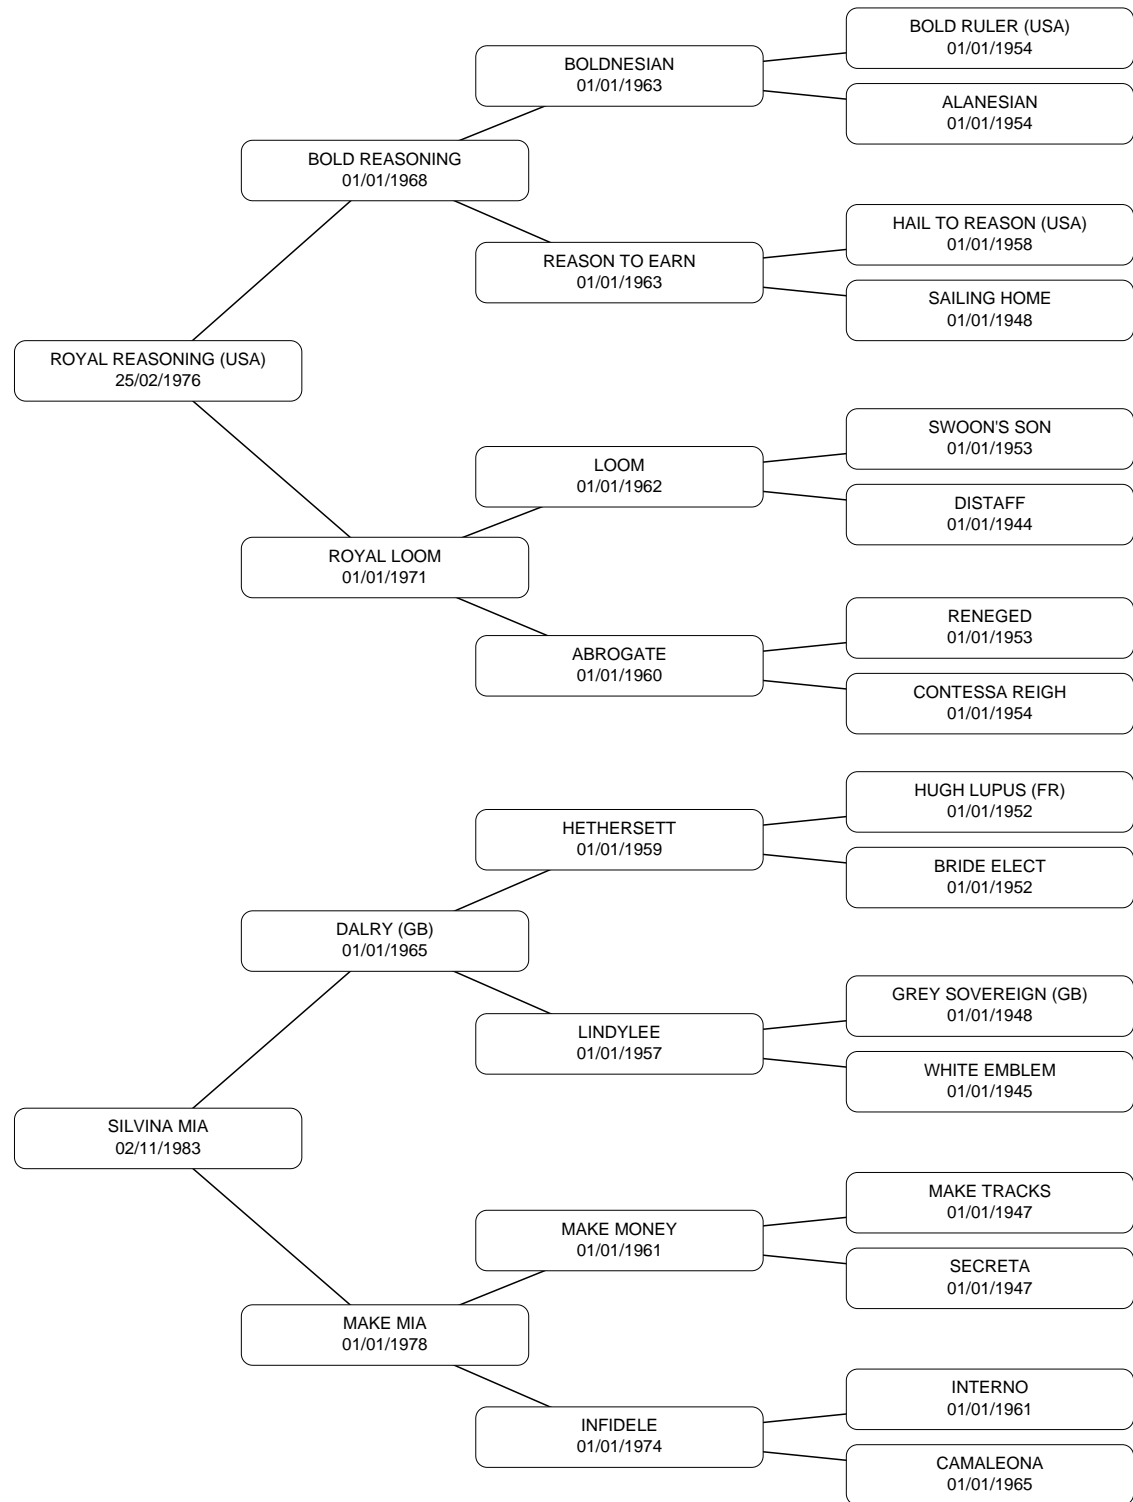 BOLD RULER (USA)
01/01/1954
BOLDNESIAN
01/01/1963
ALANESIAN
01/01/1954
BOLD REASONING
01/01/1968
HAIL TO REASON (USA)
01/01/1958
REASON TO EARN
01/01/1963
SAILING HOME
01/01/1948
ROYAL REASONING (USA)
25/02/1976
SWOON'S SON
01/01/1953
LOOM
01/01/1962
DISTAFF
01/01/1944
ROYAL LOOM
01/01/1971
RENEGED
01/01/1953
ABROGATE
01/01/1960
CONTESSA REIGH
01/01/1954
HUGH LUPUS (FR)
01/01/1952
HETHERSETT
01/01/1959
BRIDE ELECT
01/01/1952
DALRY (GB)
01/01/1965
GREY SOVEREIGN (GB)
01/01/1948
LINDYLEE
01/01/1957
WHITE EMBLEM
01/01/1945
SILVINA MIA
02/11/1983
MAKE TRACKS
01/01/1947
MAKE MONEY
01/01/1961
SECRETA
01/01/1947
MAKE MIA
01/01/1978
INTERNO
01/01/1961
INFIDELE
01/01/1974
CAMALEONA
01/01/1965